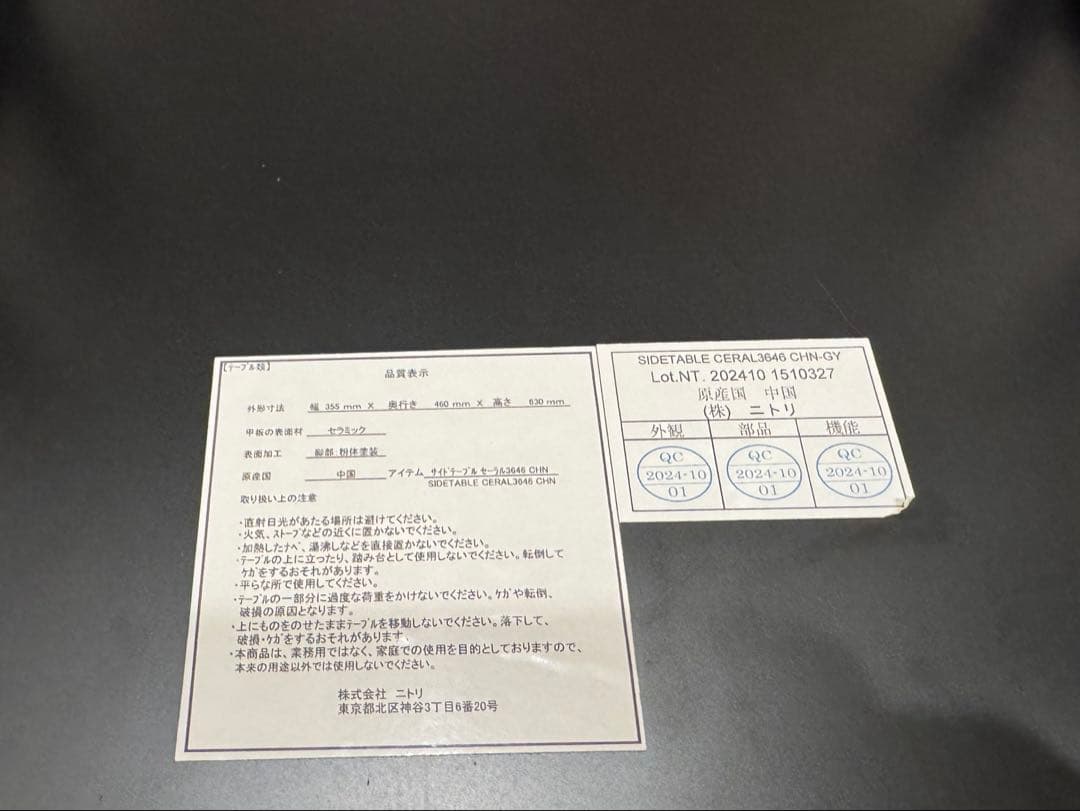 【テーブル類】
品質表示
外形寸法 幅 355 mm X 奥行き 460 mm X 高さ 630 mm
甲板の表面材 セラミック
表面加工 脚部:粉体塗装
原産国 中国 アイテム サイドテーブル セーラル3646 CHN
SIDETABLE CERAL3646 CHN
取り扱い上の注意
・直射日光があたる場所は避けてください。
・火気、ストーブなどの近くに置かないでください。
・加熱したナベ、湯沸しなどを直接置かないでください。
・テーブルの上に立ったり、踏み台として使用しないでください。転倒して
ケガをするおそれがあります。
・平らな所で使用してください。
・テーブルの一部分に過度な荷重をかけないでください。ケガや転倒、
破損の原因となります。
・上にものをのせたままテーブルを移動しないでください。落下して、
破損・ケガをするおそれがあります。
・本商品は、業務用ではなく、家庭での使用を目的としておりますので、
本来の用途以外では使用しないでください。
株式会社 ニトリ
東京都北区神谷3丁目6番20号
SIDETABLE CERAL3646 CHN-GY
Lot.NT. 202410 1510327
原産国 中国
(株) ニトリ
外観 部品 機能
QC QC QC
2024-10 2024-10 2024-10
01 01 01